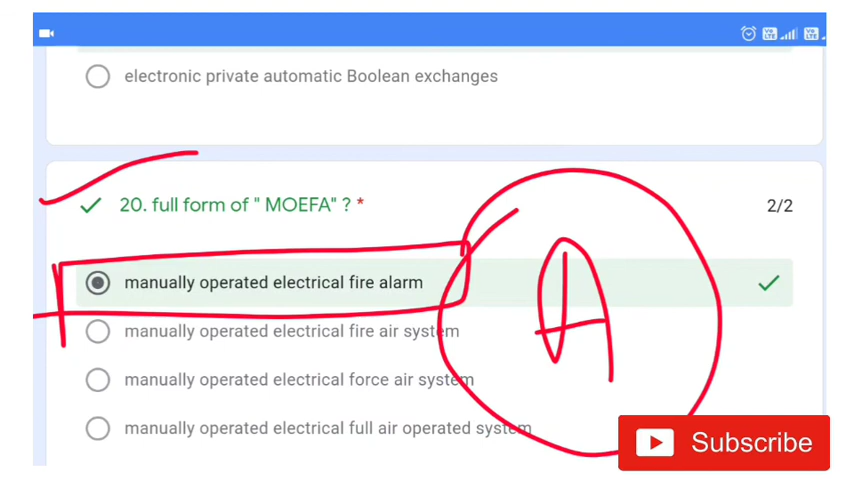 electronic private automatic Boolean exchanges
20. full form of " MOEFA" ? *
2/2
manually operated electrical fire alarm
manually operated electrical fire air system
manually operated electrical force air system
manually operated electrical full air operated system
A
Subscribe